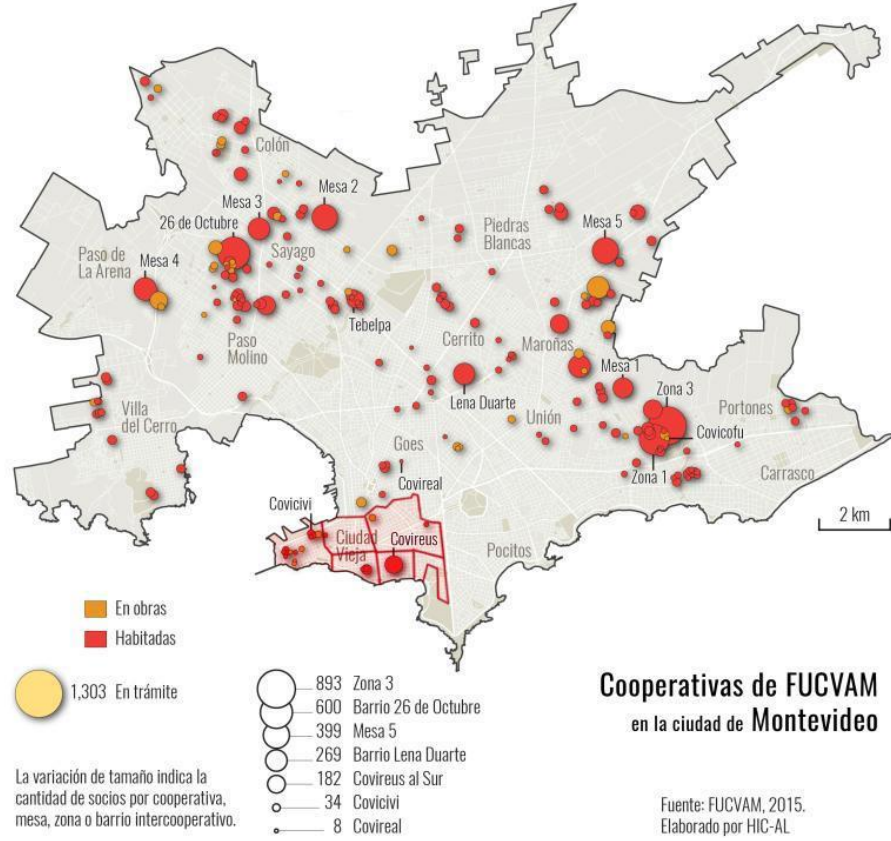 Colón
Mesa 3
Mesa 2
26 de Octubre
Sayago
Piedras
Blancas
Mesa 5
Paso de
La Arena
Mesa 4
Tebelpa
Paso
Molino
Cerrito
Maroñas
Mesa 1
Lena Duarte
Zona 3
Portones
Villa
del Cerro
Unión
Covicofu
Goes
Covireal
Zona 1
Carrasco
Covicivi
Ciudad
Vieja
Covireus
Pocitos
2 km
En obras
Habitadas
1,303 En trámite
893 Zona 3
600 Barrio 26 de Octubre
399 Mesa 5
269 Barrio Lena Duarte
182 Covireus al Sur
34 Covicivi
8 Covireal
La variación de tamaño indica la
cantidad de socios por cooperativa,
mesa, zona o barrio intercooperativo.
Cooperativas de FUCVAM
en la ciudad de Montevideo
Fuente: FUCVAM, 2015.
Elaborado por HIC-AL